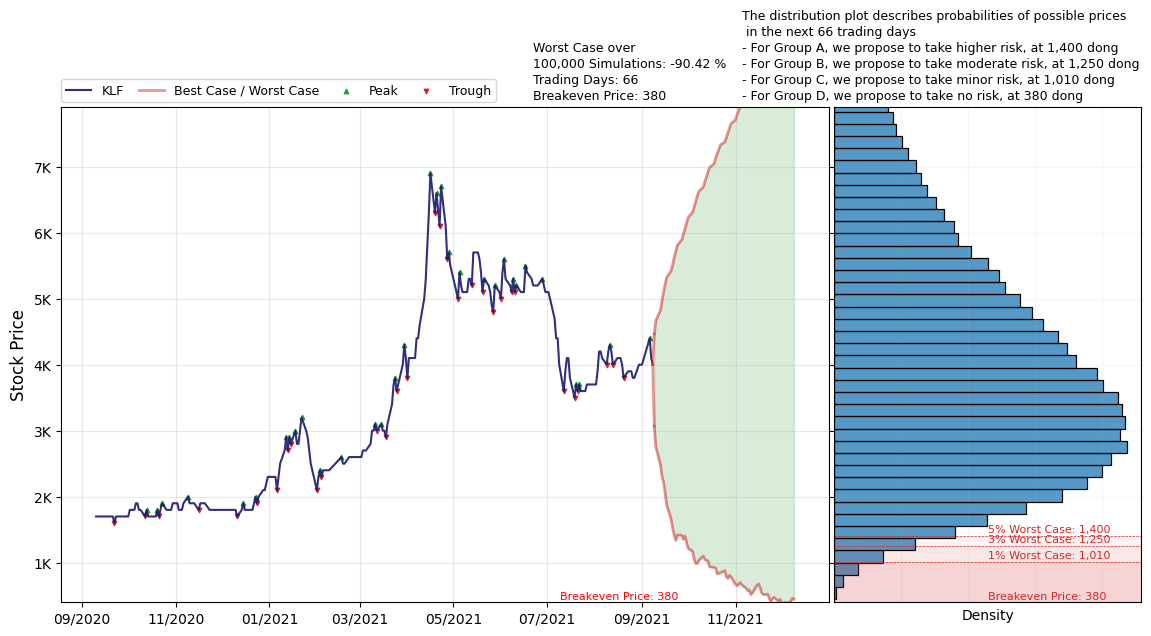 The distribution plot describes probabilities of possible prices
in the next 66 trading days
- For Group A, we propose to take higher risk, at 1,400 dong
- For Group B, we propose to take moderate risk, at 1,250 dong
- For Group C, we propose to take minor risk, at 1,010 dong
- For Group D, we propose to take no risk, at 380 dong
Worst Case over
100,000 Simulations: -90.42 %
Trading Days: 66
Breakeven Price: 380
KLF
Best Case / Worst Case
Peak
Trough
Stock Price
7K
6K
5K
4K
3K
2K
1K
09/2020
11/2020
01/2021
03/2021
05/2021
07/2021
09/2021
11/2021
Breakeven Price: 380
5% Worst Case: 1,400
3% Worst Case: 1,250
1% Worst Case: 1,010
Breakeven Price: 380
Density